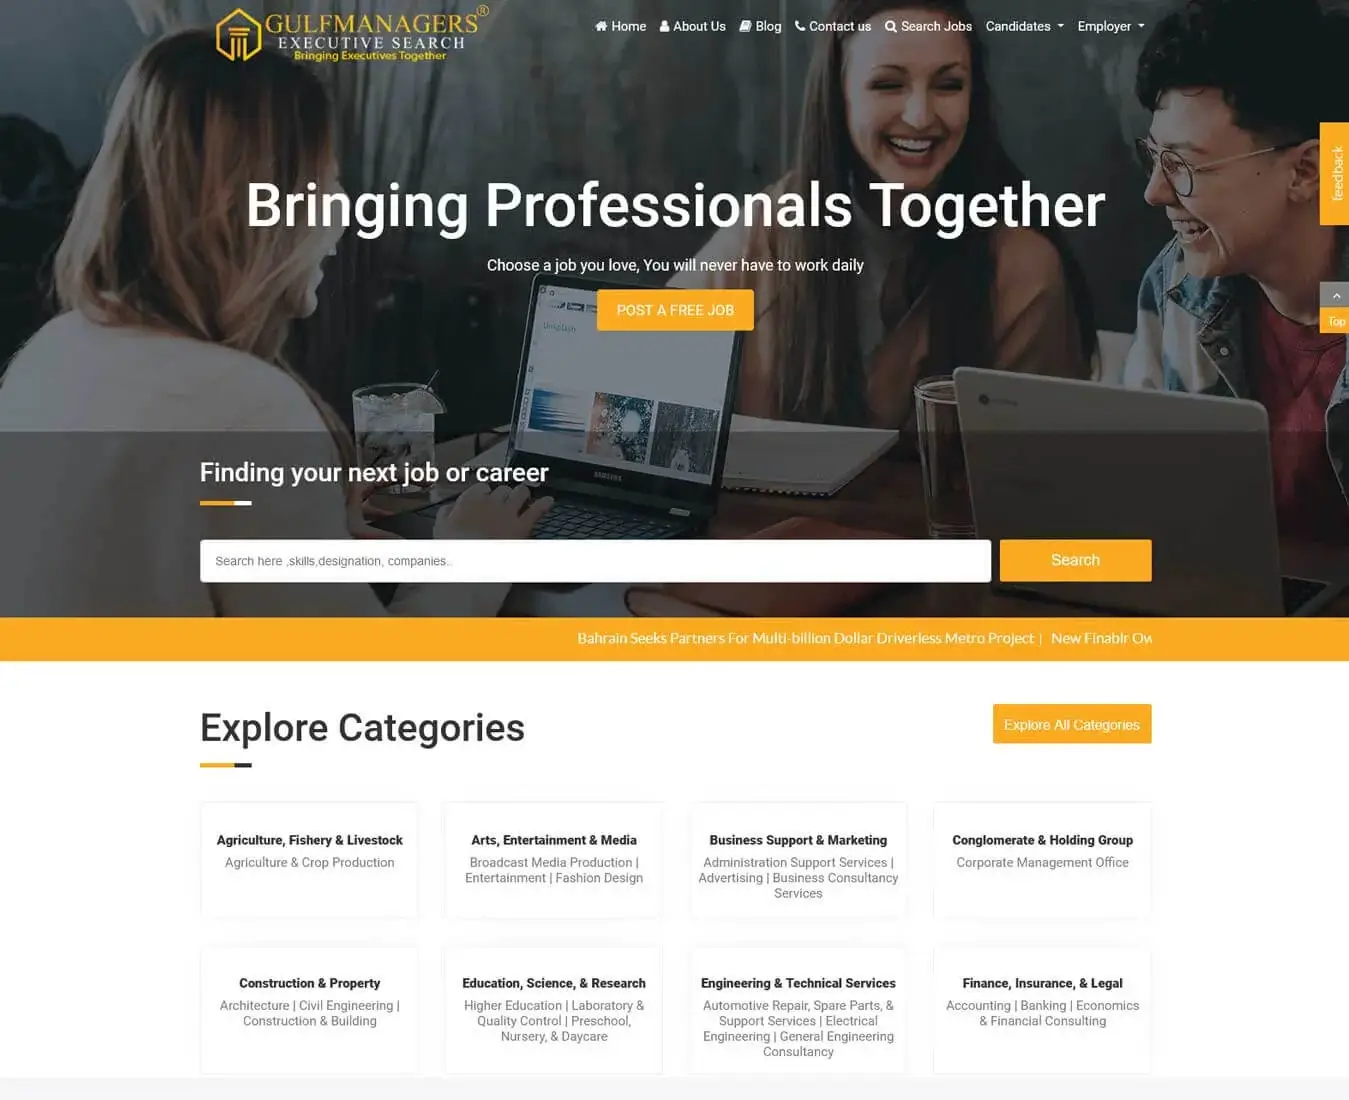 GULFMANAGERS®
EXECUTIVE SEARCH
Bringing Executives Together
Home About Us Blog Contact us Search Jobs Candidates Employer
feedback
Bringing Professionals Together
Choose a job you love, You will never have to work daily
POST A FREE JOB
Top
Unsplash
SAMSUNG
Finding your next job or career
Search here ,skills,designation, companies..
Search
Bahrain Seeks Partners For Multi-billion Dollar Driverless Metro Project | New Finablr Ow
Explore Categories
Explore All Categories
Agriculture, Fishery & Livestock
Agriculture & Crop Production
Arts, Entertainment & Media
Broadcast Media Production |
Entertainment | Fashion Design
Business Support & Marketing
Administration Support Services |
Advertising | Business Consultancy
Services
Conglomerate & Holding Group
Corporate Management Office
Construction & Property
Architecture | Civil Engineering |
Construction & Building
Education, Science, & Research
Higher Education | Laboratory &
Quality Control | Preschool,
Nursery, & Daycare
Engineering & Technical Services
Automotive Repair, Spare Parts, &
Support Services | Electrical
Engineering | General Engineering
Consultancy
Finance, Insurance, & Legal
Accounting | Banking | Economics
& Financial Consulting